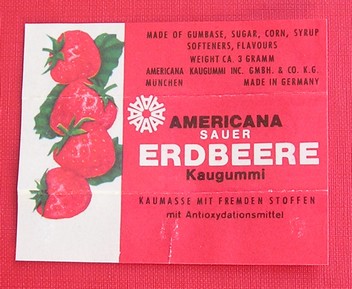 MADE OF GUMBASE, SUGAR, CORN, SYRUP
SOFTENERS, FLAVOURS
WEIGHT CA. 3 GRAMM
AMERICANA KAUGUMMI INC. GMBH. & CO. K.G.
MÜNCHEN MADE IN GERMANY
AMERICANA
SAUER
ERDBEERE
Kaugummi
KAUMASSE MIT FREMDEN STOFFEN
mit Antioxydationsmittel